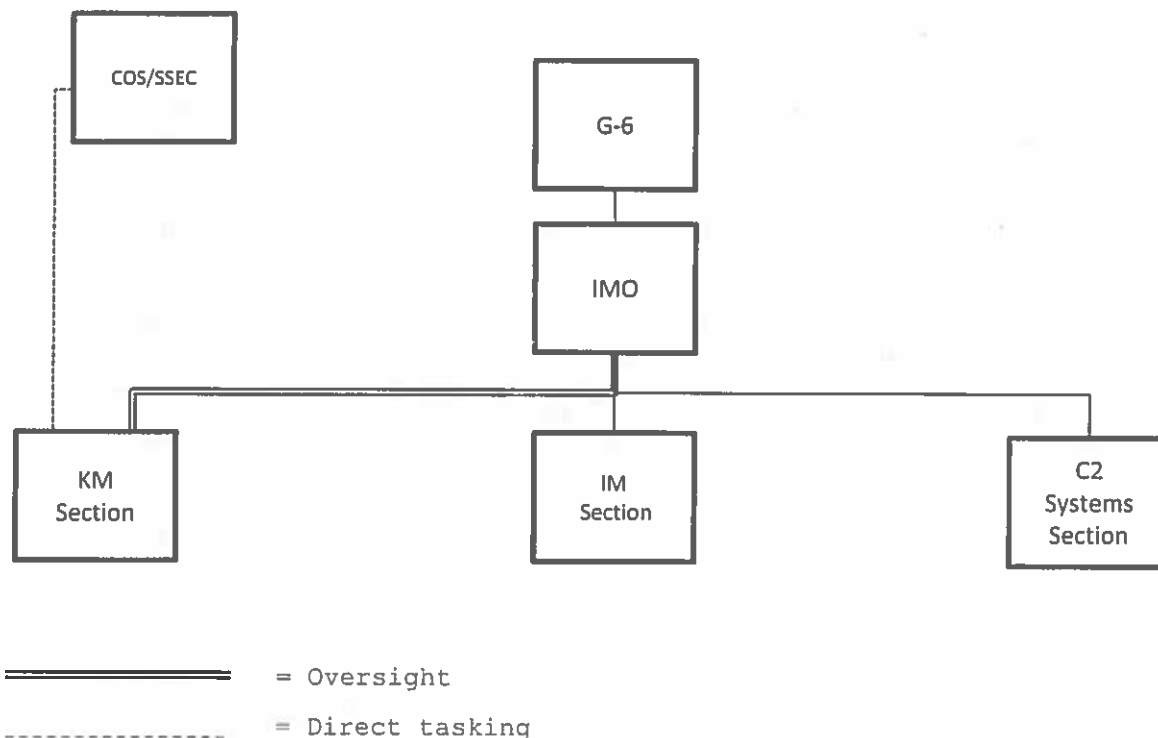 COS/SSEC
G-6
IMO
KM
Section
IM
Section
C2
Systems
Section
= Oversight
= Direct tasking